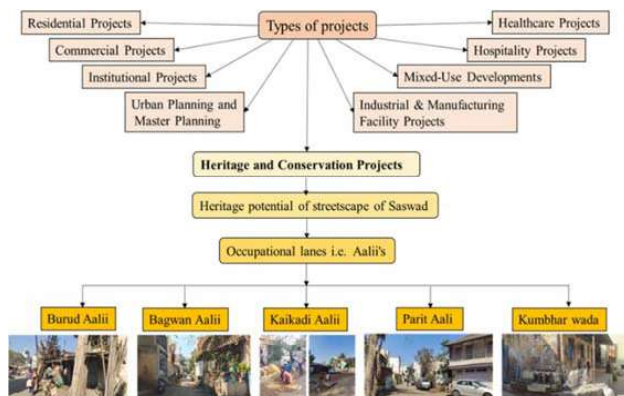 Types of projects
Residential Projects
Healthcare Projects
Commercial Projects
Hospitality Projects
Institutional Projects
Mixed-Use Developments
Urban Planning and
Master Planning
Industrial & Manufacturing
Facility Projects
Heritage and Conservation Projects
Heritage potential of streetscape of Saswad
Occupational lanes i.e. Aalii's
Burud Aalii
Bagwan Aalii
Kaikadi Aalii
Parit Aali
Kumbhar wada